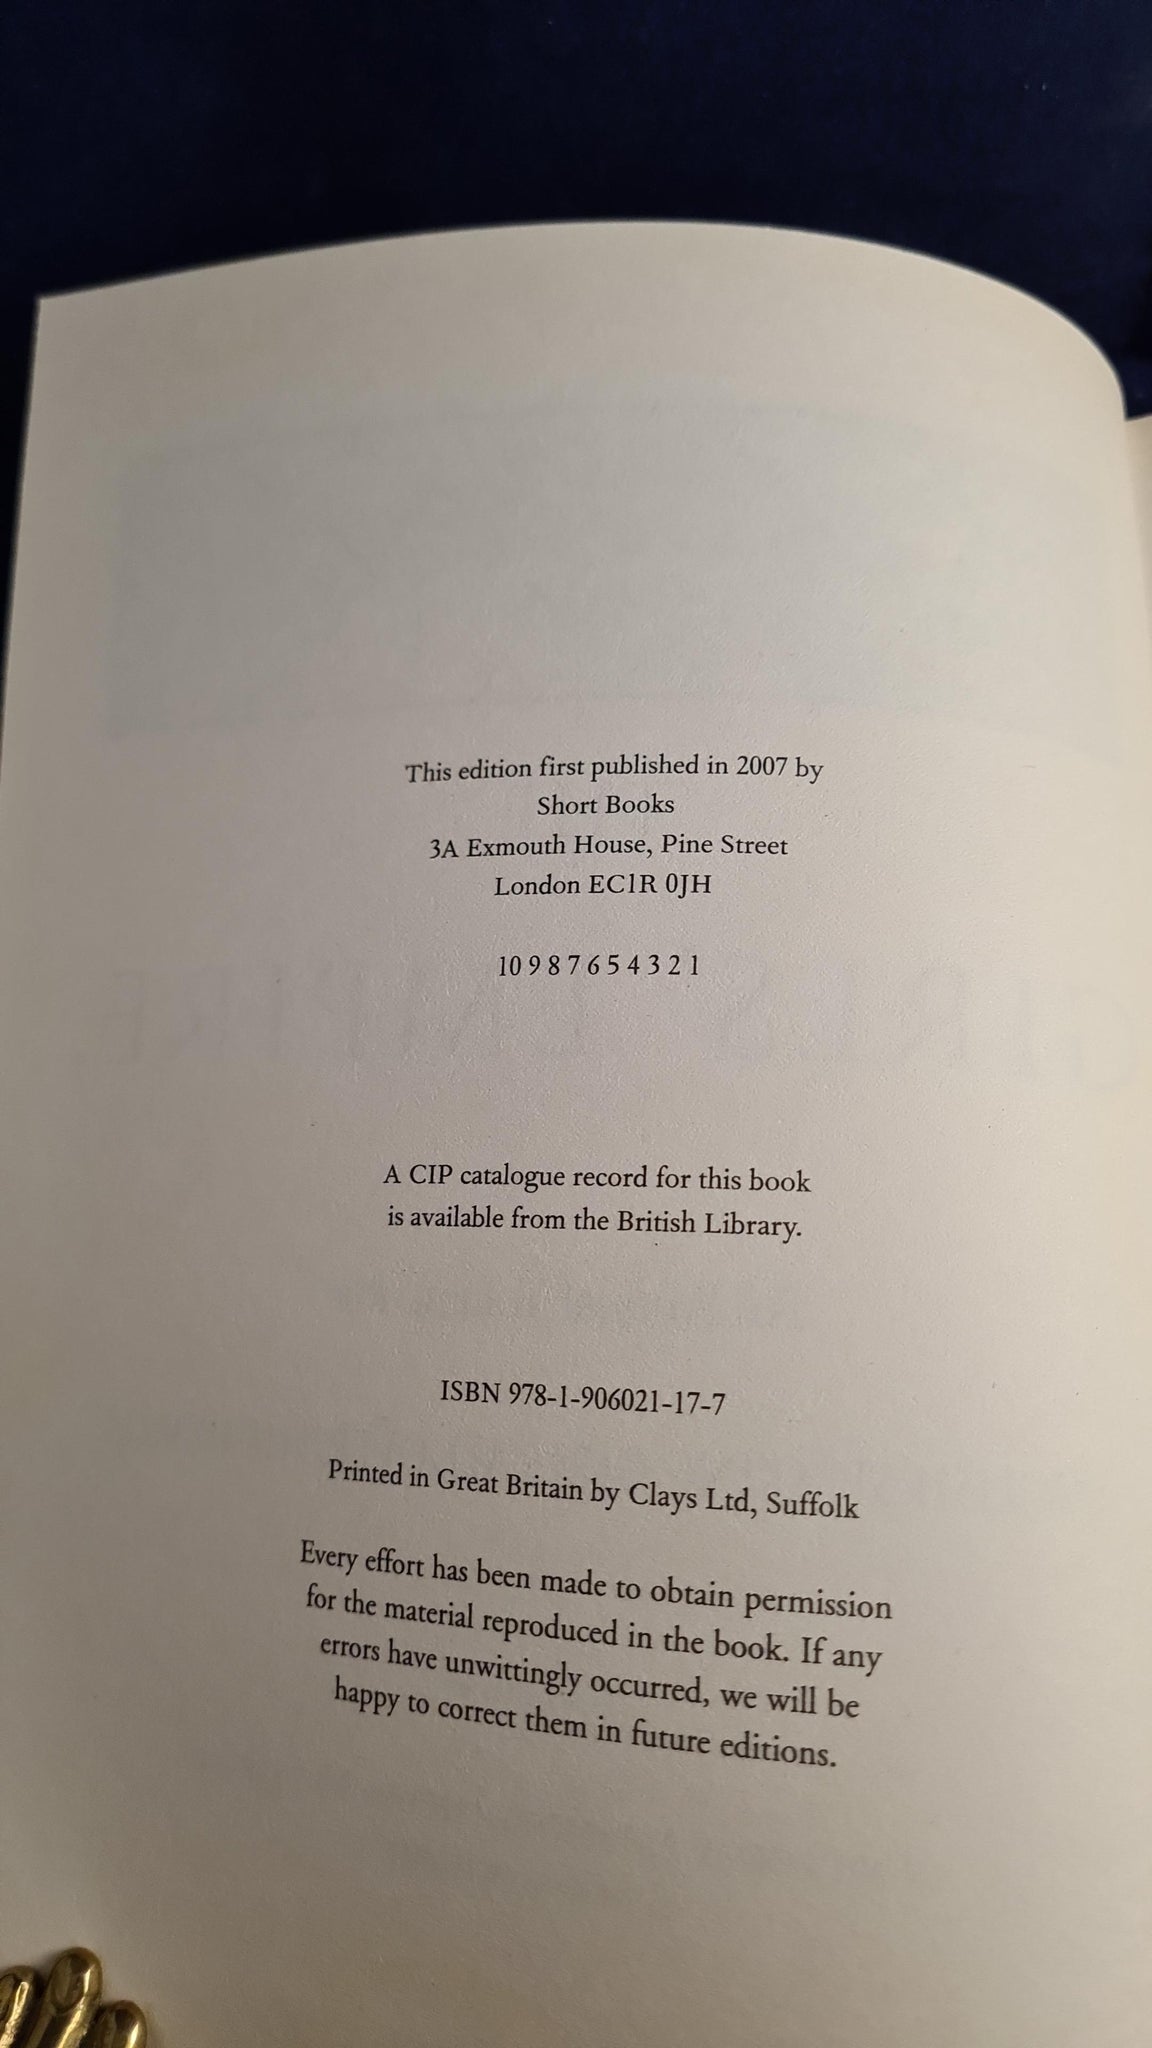 This edition first published in 2007 by
Short Books
3A Exmouth House, Pine Street
London EC1R 0JH
10 9 8 7 6 5 4 3 2 1
A CIP catalogue record for this book
is available from the British Library.
ISBN 978-1-906021-17-7
Printed in Great Britain by Clays Ltd, Suffolk
Every effort has been made to obtain permission
for the material reproduced in the book. If any
errors have unwittingly occurred, we will be
happy to correct them in future editions.